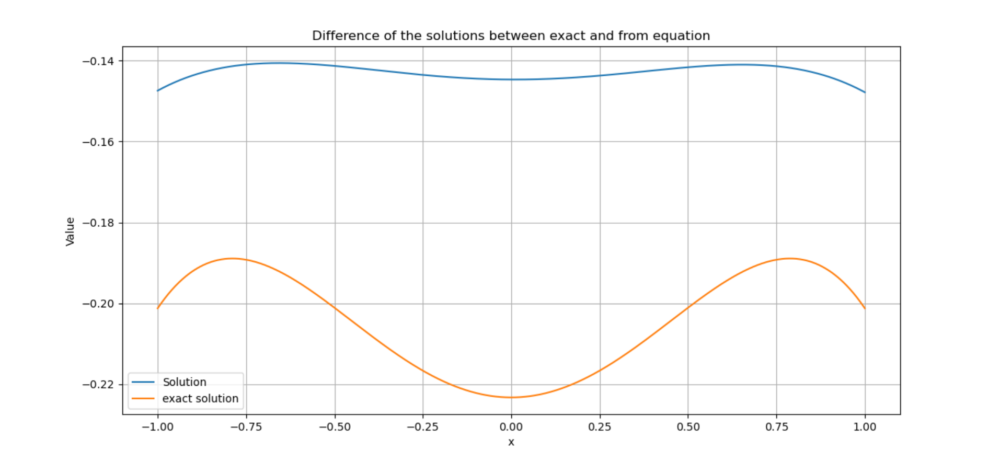 Difference of the solutions between exact and from equation
Value
−0.14
−0.16
−0.18
−0.20
−0.22
Solution
exact solution
−1.00 −0.75 −0.50 −0.25 0.00 0.25 0.50 0.75 1.00
x